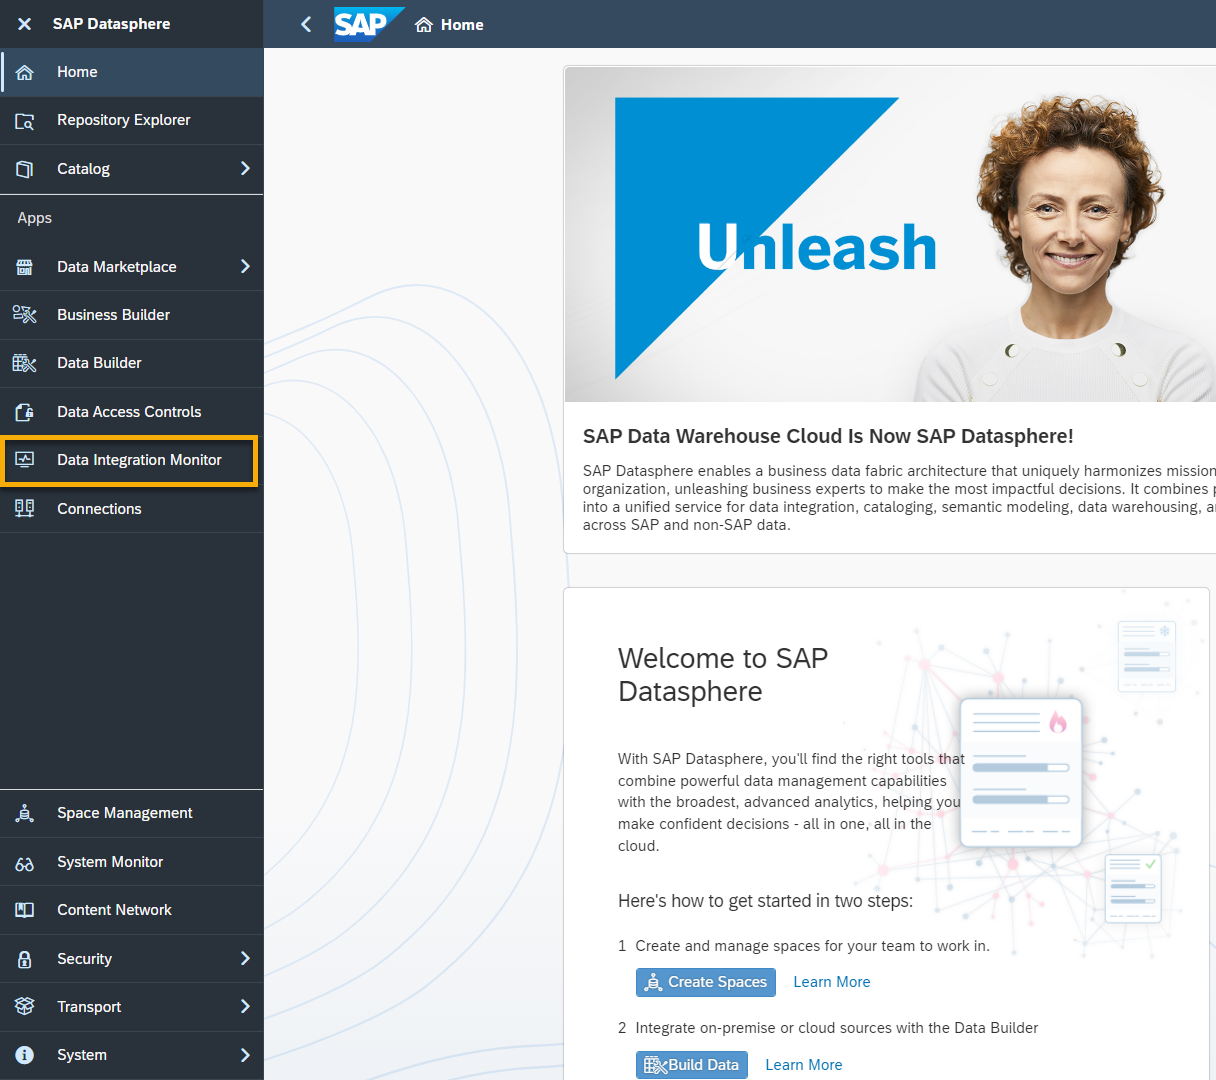 SAP Datasphere
SAP
Home
Home
Repository Explorer
Catalog
Apps
Data Marketplace
Business Builder
Data Builder
Data Access Controls
Data Integration Monitor
Connections
Space Management
System Monitor
Content Network
Security
Transport
System
Unleash
SAP Data Warehouse Cloud Is Now SAP Datasphere!
SAP Datasphere enables a business data fabric architecture that uniquely harmonizes mission
organization, unleashing business experts to make the most impactful decisions. It combines
into a unified service for data integration, cataloging, semantic modeling, data warehousing,
across SAP and non-SAP data.
Welcome to SAP
Datasphere
With SAP Datasphere, you'll find the right tools that
combine powerful data management capabilities
with the broadest, advanced analytics, helping you
make confident decisions - all in one, all in the
cloud.
Here's how to get started in two steps:
1 Create and manage spaces for your team to work in.
Create Spaces Learn More
2 Integrate on-premise or cloud sources with the Data Builder
Build Data Learn More